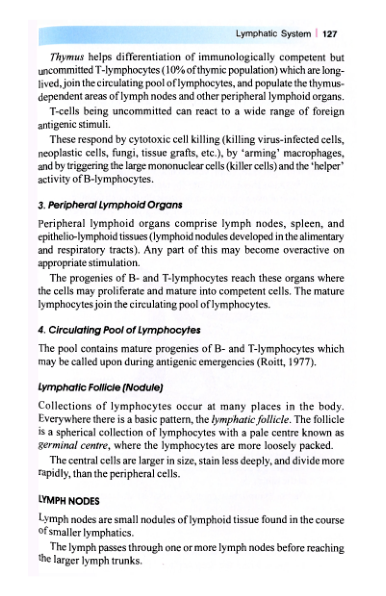 Lymphatic System | 127
Thymus helps differentiation of immunologically competent but
uncommitted T-lymphocytes (10% of thymic population) which are long-
lived, join the circulating pool of lymphocytes, and populate the thymus-
dependent areas of lymph nodes and other peripheral lymphoid organs.
T-cells being uncommitted can react to a wide range of foreign
antigenic stimuli.
These respond by cytotoxic cell killing (killing virus-infected cells,
neoplastic cells, fungi, tissue grafts, etc.), by 'arming' macrophages,
and by triggering the large mononuclear cells (killer cells) and the 'helper'
activity of B-lymphocytes.
3. Peripheral Lymphoid Organs
Peripheral lymphoid organs comprise lymph nodes, spleen, and
epithelio-lymphoid tissues (lymphoid nodules developed in the alimentary
and respiratory tracts). Any part of this may become overactive on
appropriate stimulation.
The progenies of B- and T-lymphocytes reach these organs where
the cells may proliferate and mature into competent cells. The mature
lymphocytes join the circulating pool of lymphocytes.
4. Circulating Pool of Lymphocytes
The pool contains mature progenies of B- and T-lymphocytes which
may be called upon during antigenic emergencies (Roitt, 1977).
Lymphatic Follicle (Nodule)
Collections of lymphocytes occur at many places in the body.
Everywhere there is a basic pattern, the lymphatic follicle. The follicle
is a spherical collection of lymphocytes with a pale centre known as
germinal centre, where the lymphocytes are more loosely packed.
The central cells are larger in size, stain less deeply, and divide more
rapidly, than the peripheral cells.
LYMPH NODES
Lymph nodes are small nodules of lymphoid tissue found in the course
of smaller lymphatics.
The lymph passes through one or more lymph nodes before reaching
the larger lymph trunks.